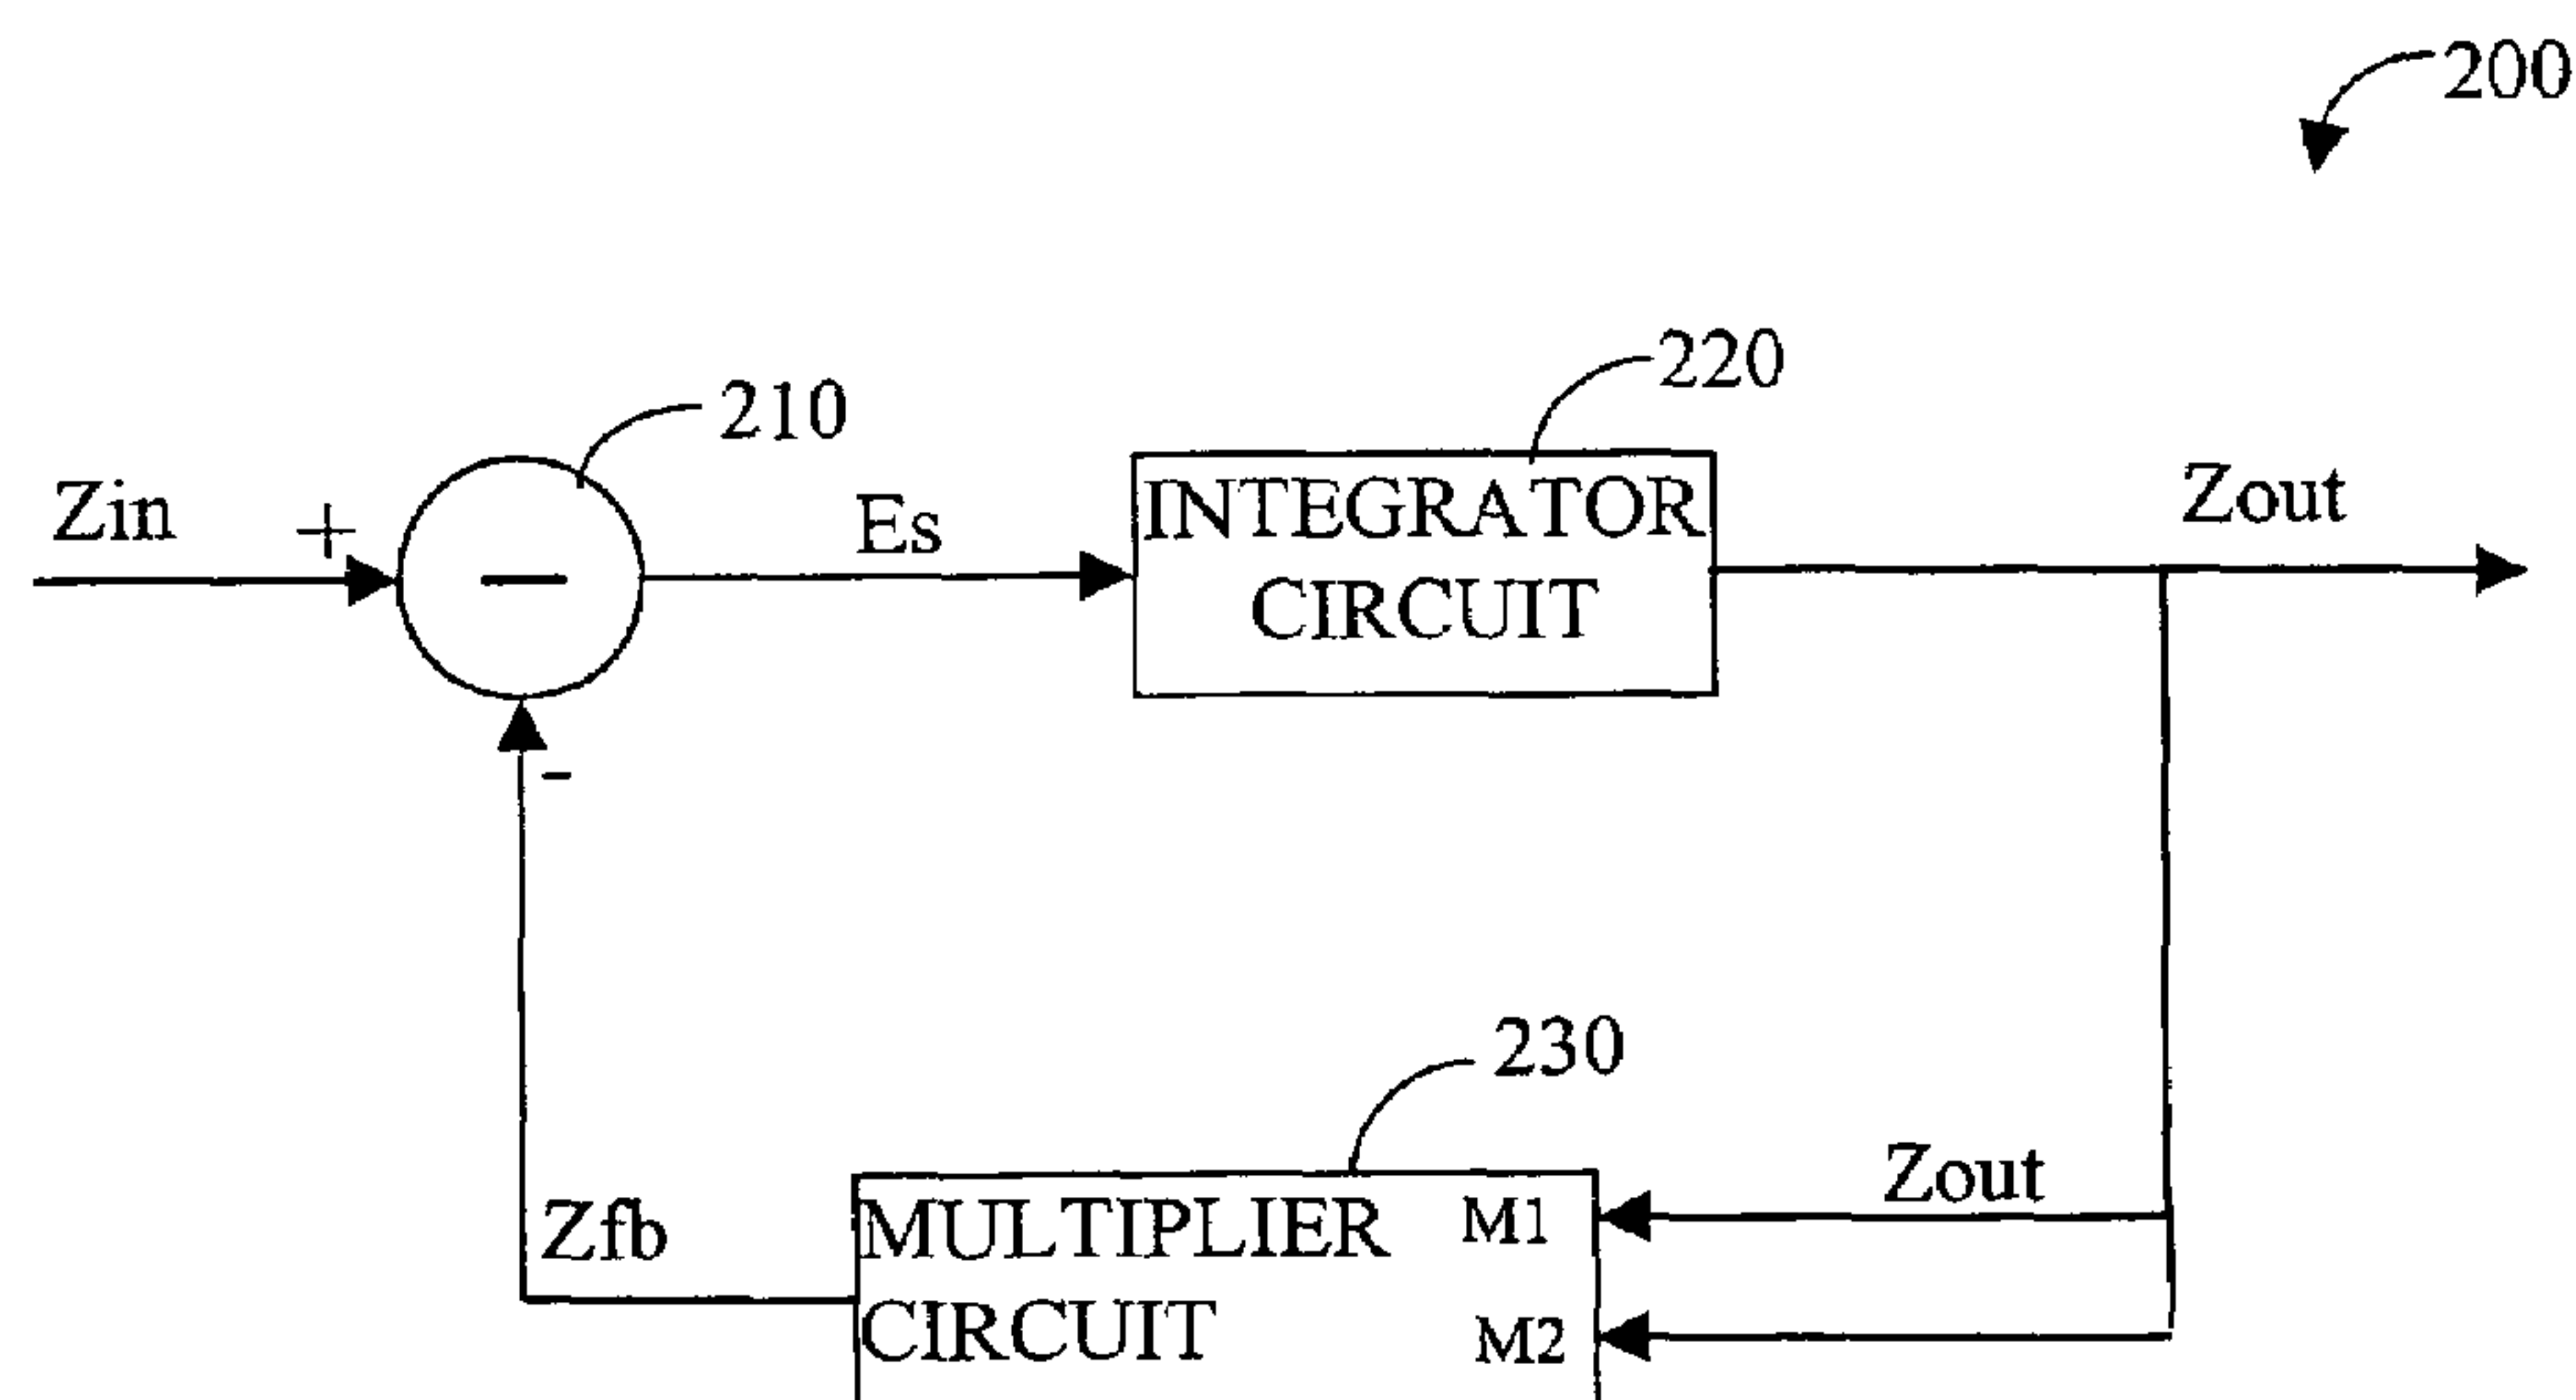 200
220
210
Zin
+
Es
INTEGRATOR
CIRCUIT
Zout
-
-
230
Zout
Zfb
MULTIPLIER M1
CIRCUIT M2